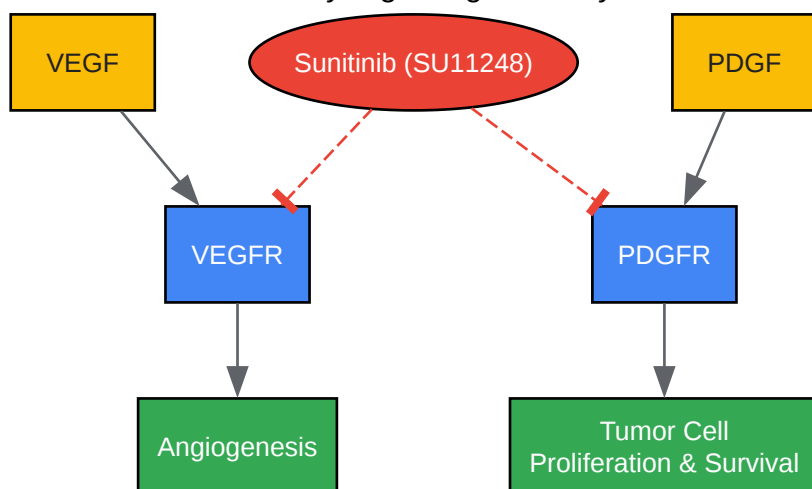 VEGF
Sunitinib (SU11248)
PDGF
VEGFR
PDGFR
Angiogenesis
Tumor Cell
Proliferation & Survival